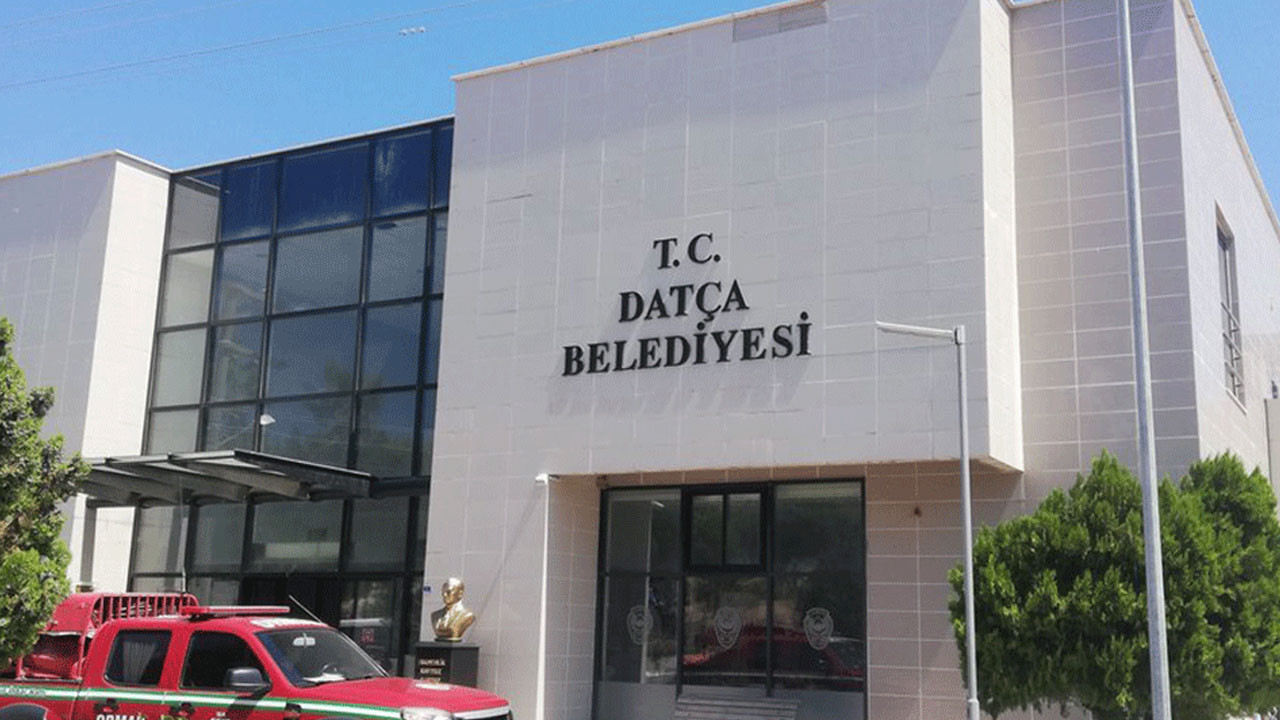 T. C.
DATÇA
BELEDİYESİ